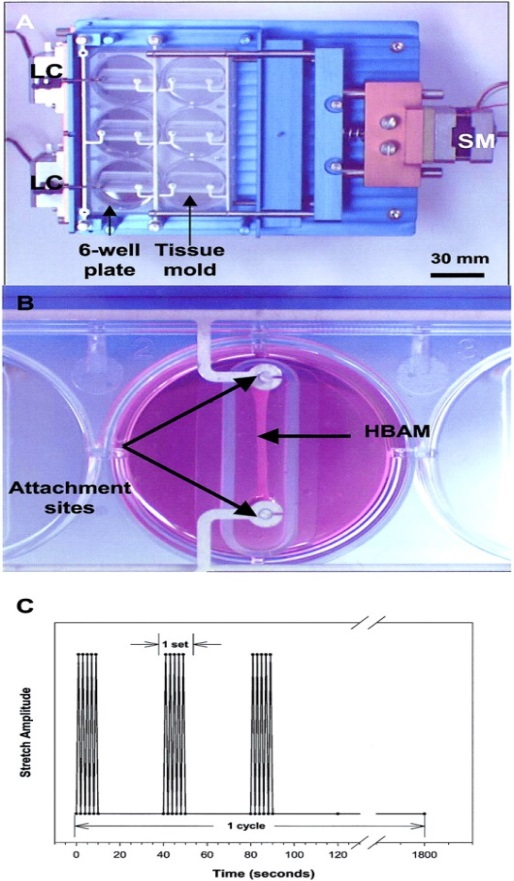 A
LC
LC
SM
6-well
plate
Tissue
mold
30 mm
B
HBAM
Attachment
sites
C
1 set
Stretch Amplitude
1 cycle
0 20 40 60 80 100 120 1800
Time (seconds)